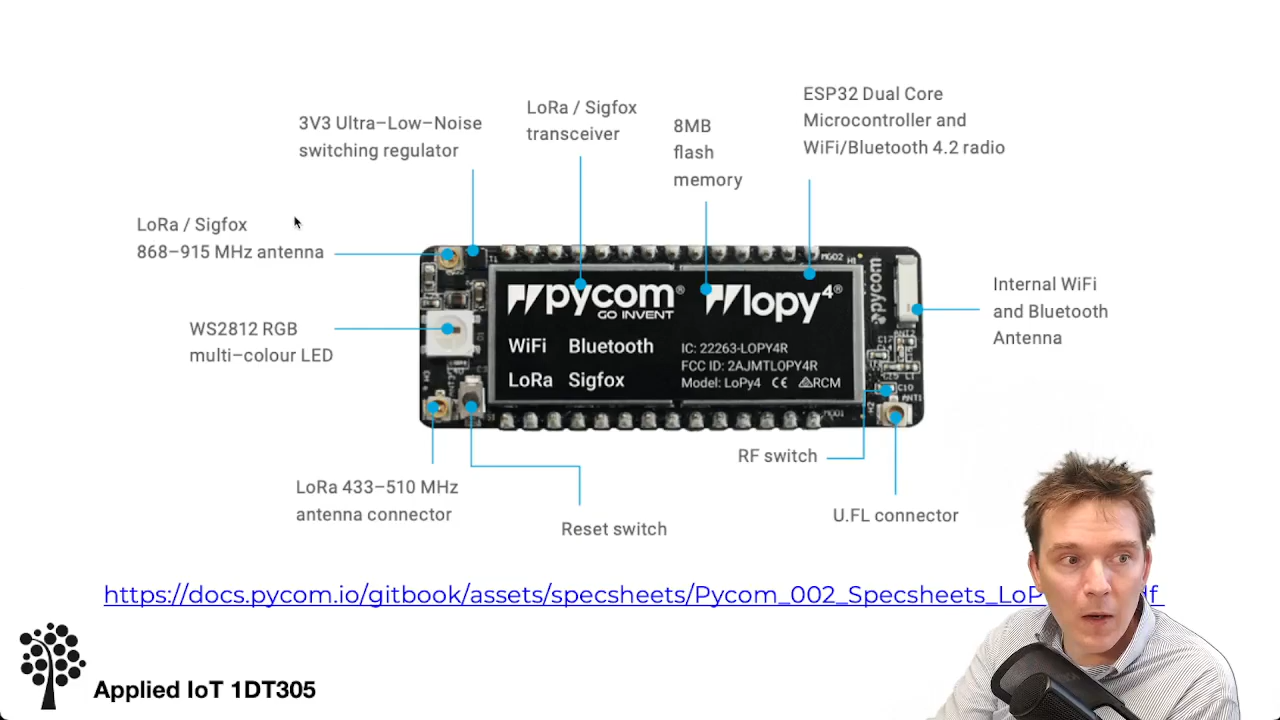 ESP32 Dual Core
Microcontroller and
WiFi/Bluetooth 4.2 radio
LoRa / Sigfox
transceiver
3V3 Ultra–Low–Noise
switching regulator
8MB
flash
memory
LoRa / Sigfox
868–915 MHz antenna
WS2812 RGB
multi–colour LED
pycom®
GO INVENT
lopy4®
WiFi Bluetooth
LoRa Sigfox
IC: 22263-LOPY4R
FCC ID: 2AJMTLOPY4R
Model: LoPy4 CE RCM
pycom
Internal WiFi
and Bluetooth
Antenna
RF switch
LoRa 433–510 MHz
antenna connector
Reset switch
U.FL connector
https://docs.pycom.io/gitbook/assets/specsheets/Pycom_002_Specsheets_LoP
Applied IoT 1DT305